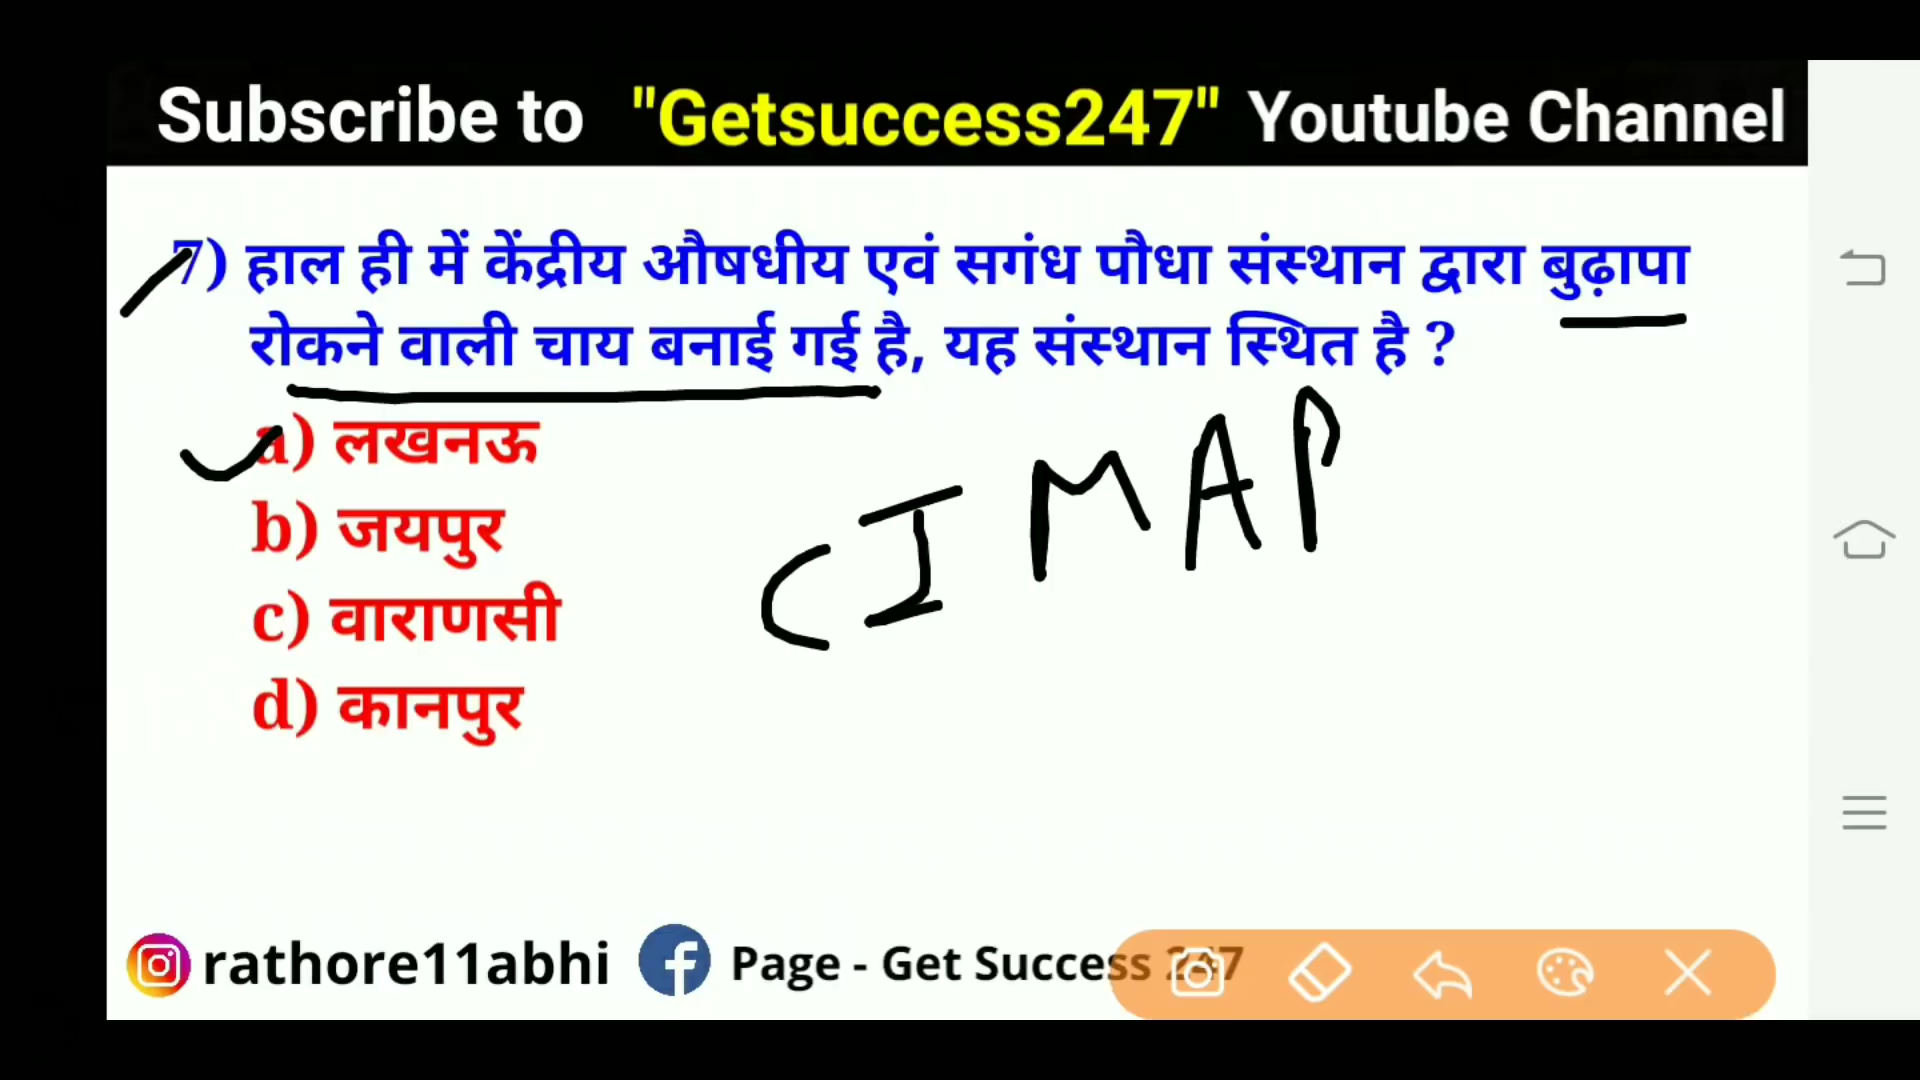 Subscribe to "Getsuccess247" Youtube Channel
7) हाल ही में केंद्रीय औषधीय एवं सगंध पौधा संस्थान द्वारा बुढ़ापा
रोकने वाली चाय बनाई गई है, यह संस्थान स्थित है ?
a) लखनऊ
b) जयपुर
c) वाराणसी
d) कानपुर
CIMAP
rathore11abhi Page - Get Success 247